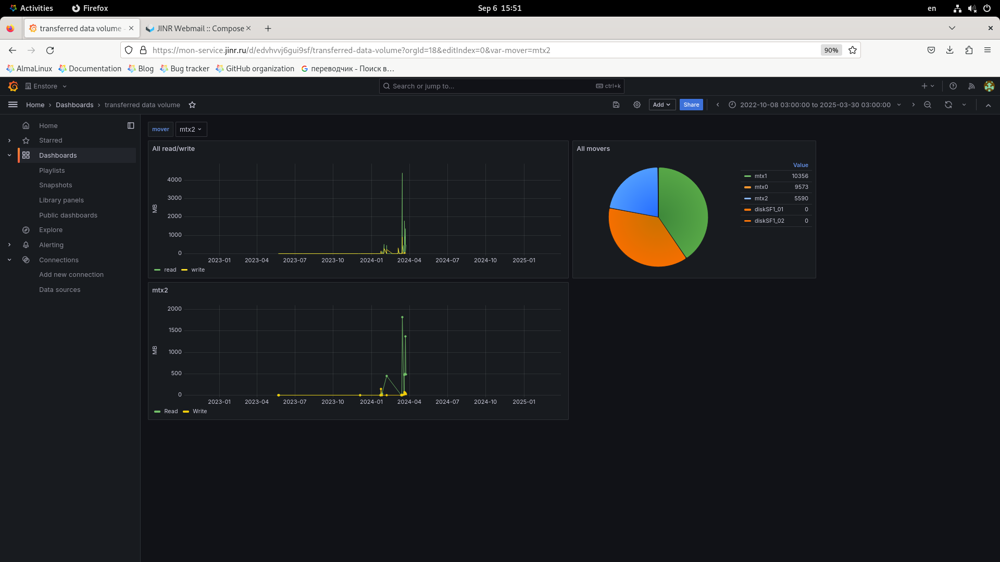 Activities Firefox Sep 6 15:51 en
transferred data volume - JINR Webmail :: Compose
https://mon-service.jinr.ru/d/edvhvvj6gui9sf/transferred-data-volume?orgId=18&editIndex=0&var-mover=mtx2 90%
AlmaLinux Documentation Blog Bug tracker GitHub organization переводчик - Поиск в…
Enstore Search or jump to... ctrl+k
Home › Dashboards › transferred data volume Add Share 2022-10-08 03:00:00 to 2025-03-30 03:00:00
Home
Starred
Dashboards
Playlists
Snapshots
Library panels
Public dashboards
Explore
Alerting
Connections
Add new connection
Data sources
mover mtx2
All read/write
MB
4000
3000
2000
1000
0
2023-01 2023-04 2023-07 2023-10 2024-01 2024-04 2024-07 2024-10 2025-01
read write
All movers
Value
mtx1 10356
mtx0 9573
mtx2 5590
diskSF1_01 0
diskSF1_02 0
mtx2
MB
2000
1500
1000
500
0
2023-01 2023-04 2023-07 2023-10 2024-01 2024-04 2024-07 2024-10 2025-01
Read Write